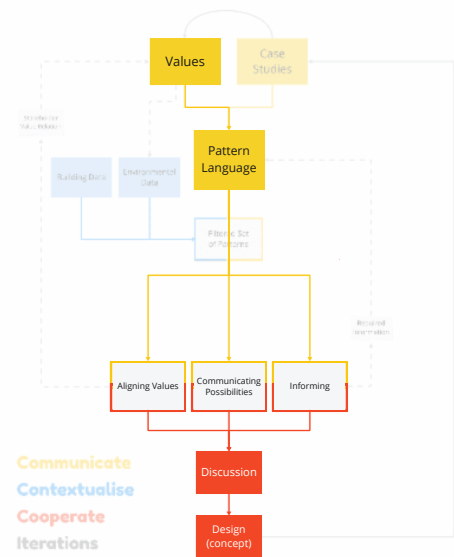 Values
Case
Studies
Stakeholder
Value Relation
Pattern
Language
Building Data
Environmental
Data
Filtered Set
of Patterns
Required
Information
Aligning Values
Communicating
Possibilities
Informing
Discussion
Design
(concept)
Communicate
Contextualise
Cooperate
Iterations